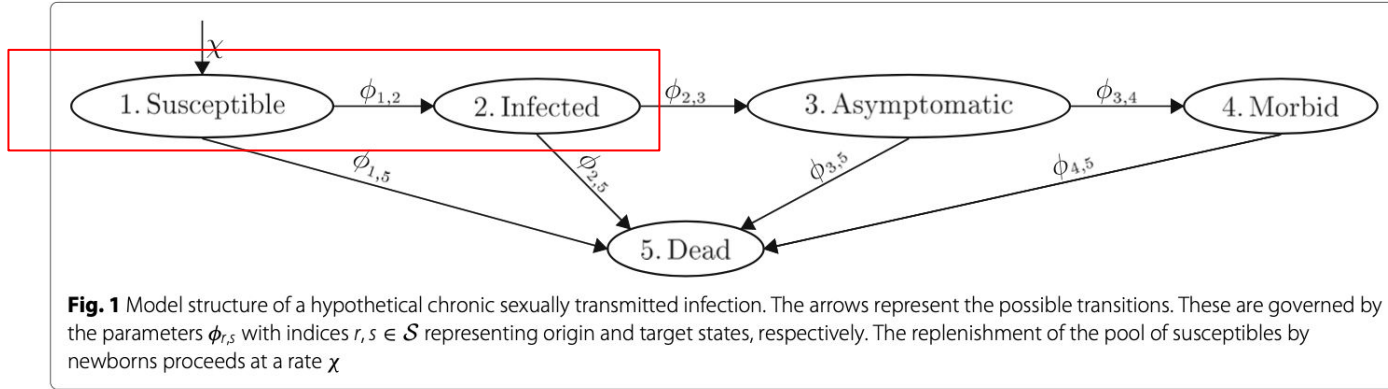 χ
1. Susceptible
ϕ1,2
2. Infected
ϕ2,3
3. Asymptomatic
ϕ3,4
4. Morbid
ϕ1,5
ϕ2,5
ϕ3,5
ϕ4,5
5. Dead
Fig. 1 Model structure of a hypothetical chronic sexually transmitted infection. The arrows represent the possible transitions. These are governed by
the parameters ϕr,s with indices r, s ∈ 𝒮 representing origin and target states, respectively. The replenishment of the pool of susceptibles by
newborns proceeds at a rate χ